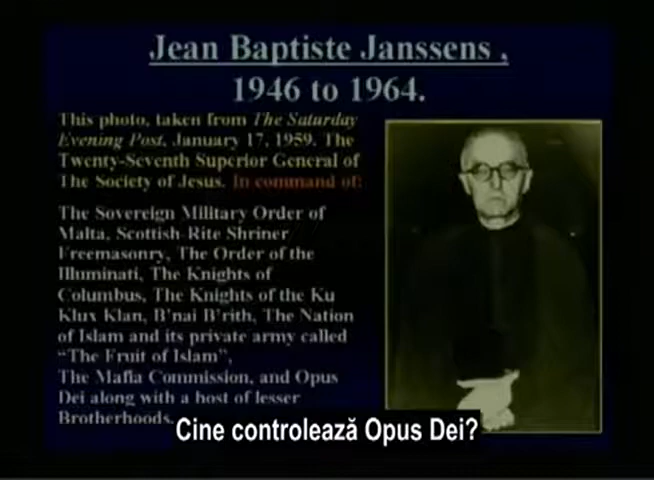 Jean Baptiste Janssens ,
1946 to 1964.
This photo, taken from The Saturday
Evening Post, January 17, 1959. The
Twenty-Seventh Superior General of
The Society of Jesus. In command of:
The Sovereign Military Order of
Malta, Scottish-Rite Shriner
Freemasonry, The Order of the
Illuminati, The Knights of
Columbus, The Knights of the Ku
Klux Klan, B'nai B'rith, The Nation
of Islam and its private army called
“The Fruit of Islam”,
The Mafia Commission, and Opus
Dei along with a host of lesser
Brotherhoods.
Cine controlează Opus Dei?